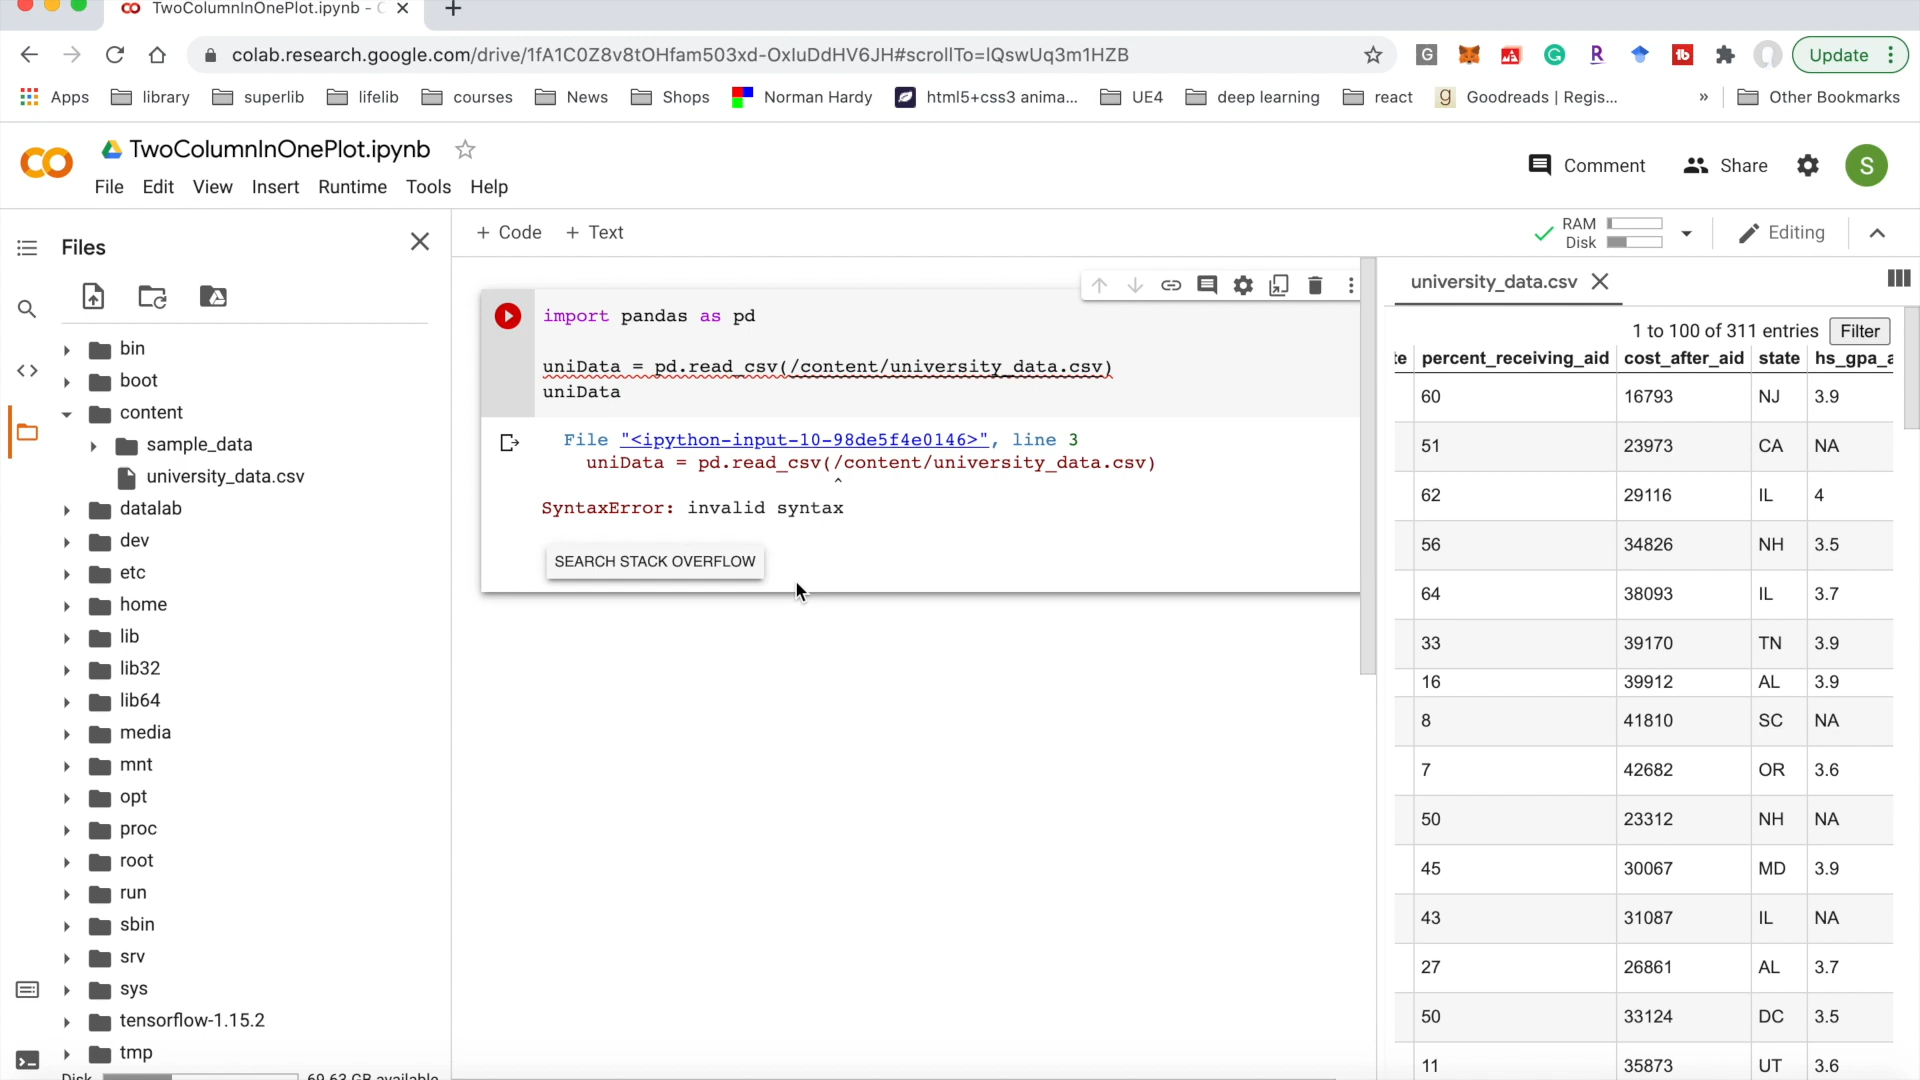 TwoColumnInOnePlot.ipynb -
colab.research.google.com/drive/1fA1C0Z8v8tOHfam503xd-OxIuDdHV6JH#scrollTo=lQswUq3m1HZB
Update
Apps library superlib lifelib courses News Shops Norman Hardy html5+css3 anima... UE4 deep learning react Goodreads | Regis... » Other Bookmarks
TwoColumnInOnePlot.ipynb
Comment Share S
File Edit View Insert Runtime Tools Help
+ Code + Text
RAM
Disk
Editing
Files
bin
boot
content
sample_data
university_data.csv
datalab
dev
etc
home
lib
lib32
lib64
media
mnt
opt
proc
root
run
sbin
srv
sys
tensorflow-1.15.2
tmp
Disk 69.63 GB available
import pandas as pd
uniData = pd.read_csv(/content/university_data.csv)
uniData
File "<ipython-input-10-98de5f4e0146>", line 3
uniData = pd.read_csv(/content/university_data.csv)
^
SyntaxError: invalid syntax
SEARCH STACK OVERFLOW
university_data.csv
1 to 100 of 311 entries Filter
te percent_receiving_aid cost_after_aid state hs_gpa_a
60 16793 NJ 3.9
51 23973 CA NA
62 29116 IL 4
56 34826 NH 3.5
64 38093 IL 3.7
33 39170 TN 3.9
16 39912 AL 3.9
8 41810 SC NA
7 42682 OR 3.6
50 23312 NH NA
45 30067 MD 3.9
43 31087 IL NA
27 26861 AL 3.7
50 33124 DC 3.5
11 35873 UT 3.6